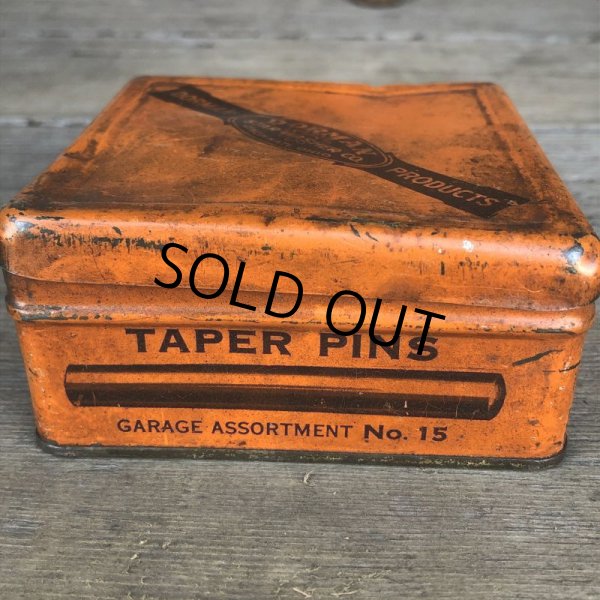 PRODUCTS
SOLD OUT
TAPER PINS
GARAGE ASSORTMENT No. 15